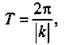 T = 2π/|k|,